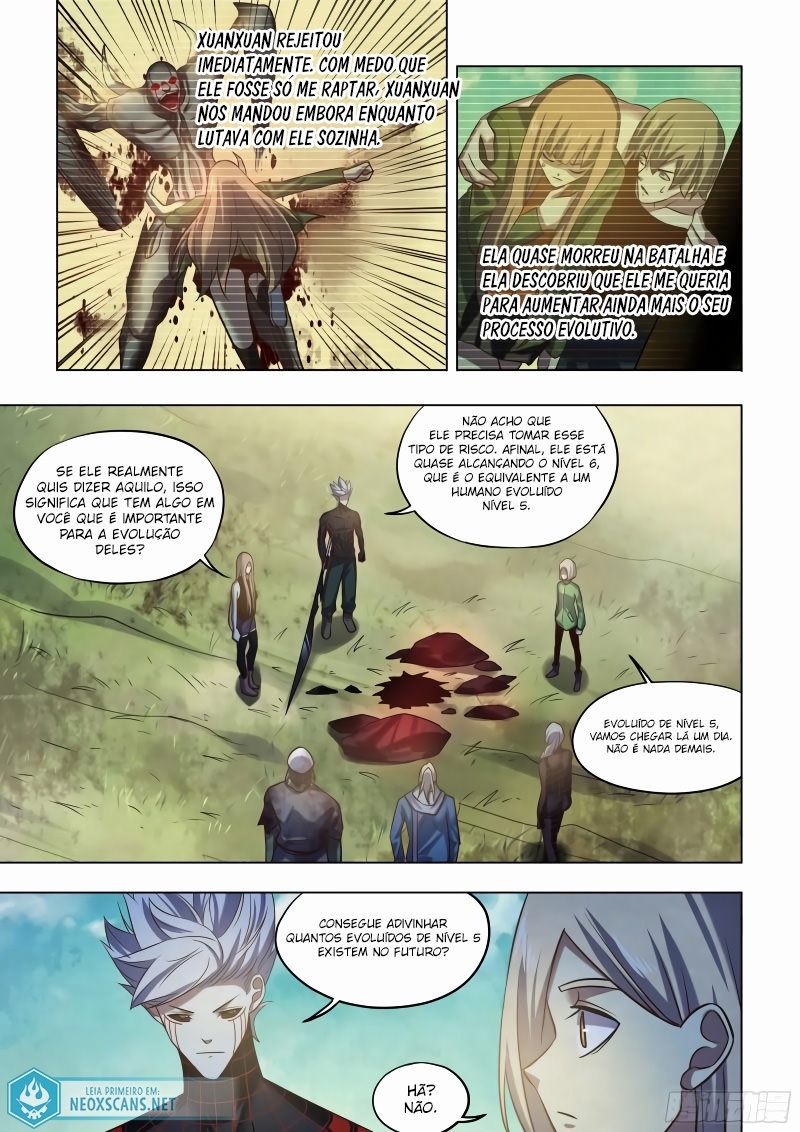 XUANXUAN REJEITOU
IMEDIATAMENTE. COM MEDO QUE
ELE FOSSE SÓ ME RAPTAR, XUANXUAN
NOS MANDOU EMBORA ENQUANTO
LUTAVA COM ELE SOZINHA.
ELA QUASE MORREU NA BATALHA E
ELA DESCOBRIU QUE ELE ME QUERIA
PARA AUMENTAR AINDA MAIS O SEU
PROCESSO EVOLUTIVO.
SE ELE REALMENTE
QUIS DIZER AQUILO, ISSO
SIGNIFICA QUE TEM ALGO EM
VOCÊ QUE É IMPORTANTE
PARA A EVOLUÇÃO
DELES?
NÃO ACHO QUE
ELE PRECISA TOMAR ESSE
TIPO DE RISCO. AFINAL, ELE ESTÁ
QUASE ALCANÇANDO O NÍVEL 6,
QUE É O EQUIVALENTE A UM
HUMANO EVOLUÍDO
NÍVEL 5.
EVOLUÍDO DE NÍVEL 5,
VAMOS CHEGAR LÁ UM DIA.
NÃO É NADA DEMAIS.
CONSEGUE ADIVINHAR
QUANTOS EVOLUÍDOS DE NÍVEL 5
EXISTEM NO FUTURO?
HÃ?
NÃO.
LEIA PRIMEIRO EM:
NEOXSCANS.NET